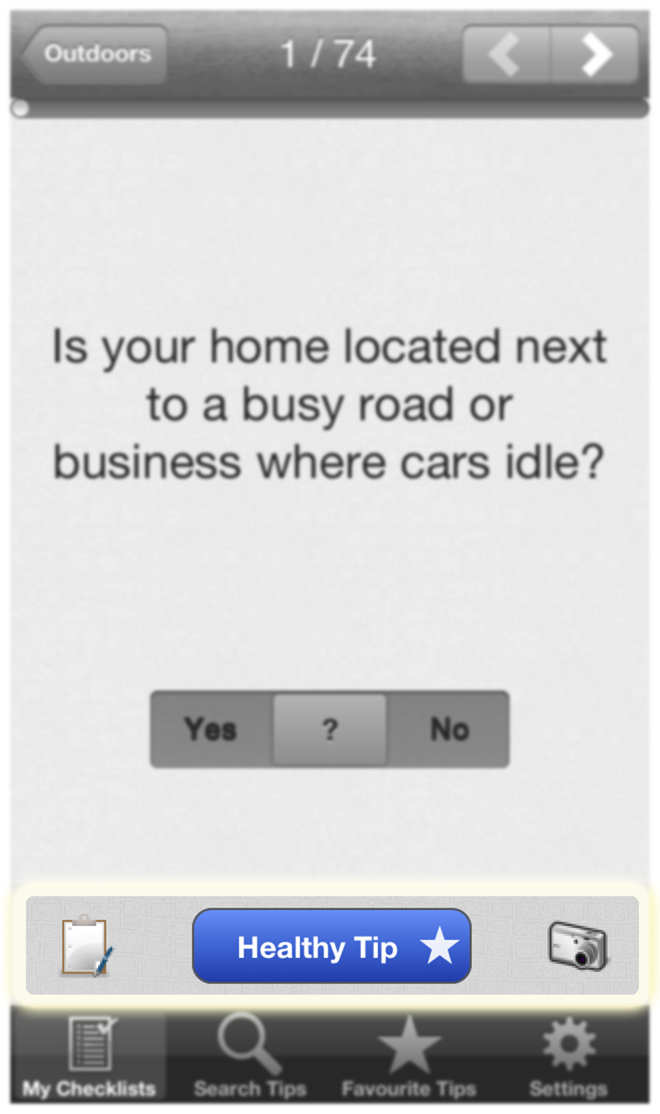 Outdoors
1 / 74
Is your home located next
to a busy road or
business where cars idle?
Yes
?
No
Healthy Tip
My Checklists
Search Tips
Favourite Tips
Settings